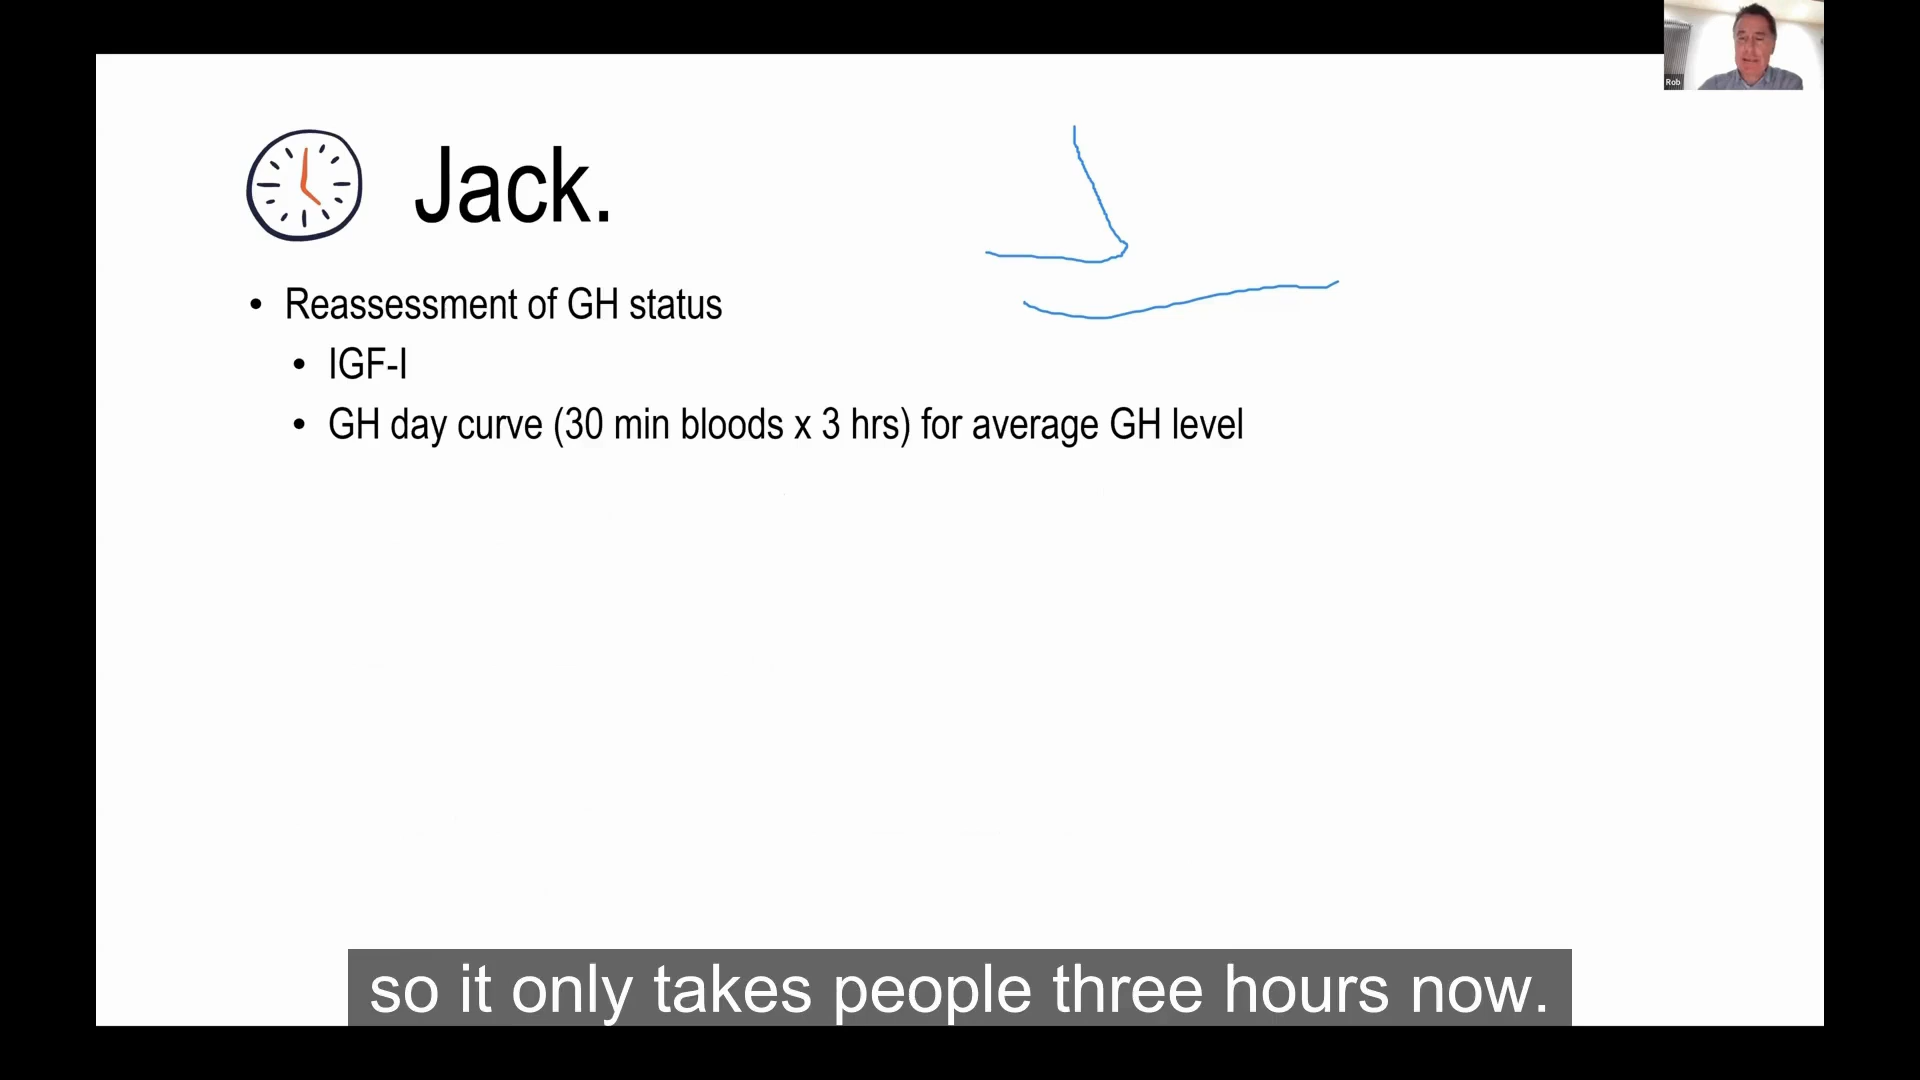 Rob
Jack.
• Reassessment of GH status
• IGF-I
• GH day curve (30 min bloods x 3 hrs) for average GH level
so it only takes people three hours now.